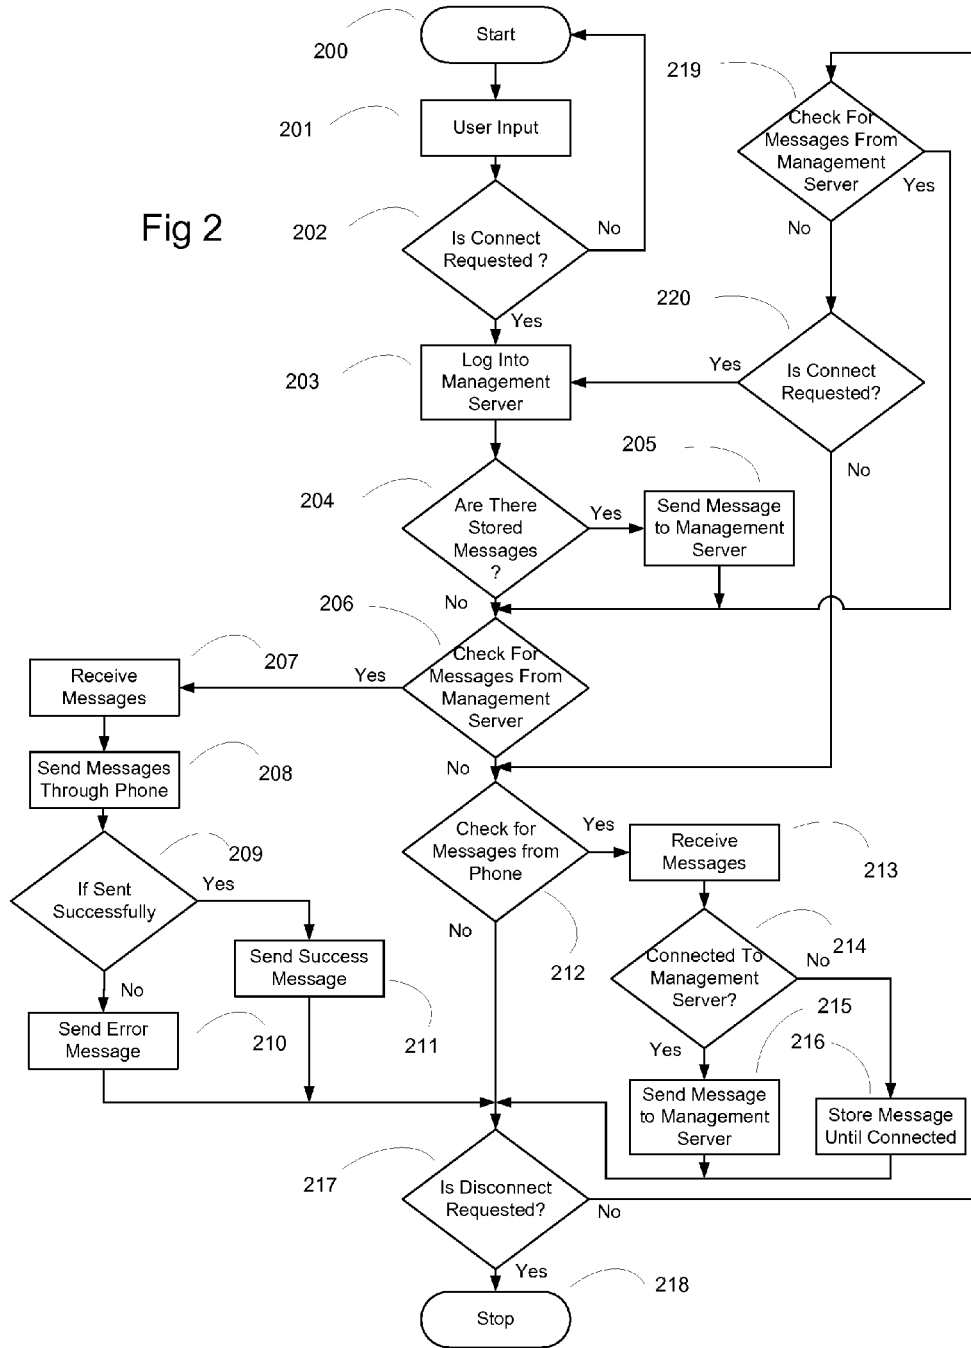 Start
200
219
Check For
Messages From
Management
Server
Yes
No
201
User Input
Fig 2
202
Is Connect
Requested ?
No
Yes
220
Is Connect
Requested?
Yes
No
203
Log Into
Management
Server
204
Are There
Stored
Messages
?
Yes
No
205
Send Message
to Management
Server
206
Check For
Messages From
Management
Server
Yes
No
207
Receive
Messages
208
Send Messages
Through Phone
209
If Sent
Successfully
Yes
No
Send Success
Message
211
Send Error
Message
210
Check for
Messages from
Phone
Yes
No
212
Receive
Messages
213
214
Connected To
Management
Server?
No
Yes
215
216
Send Message
to Management
Server
Store Message
Until Connected
217
Is Disconnect
Requested?
No
Yes
218
Stop